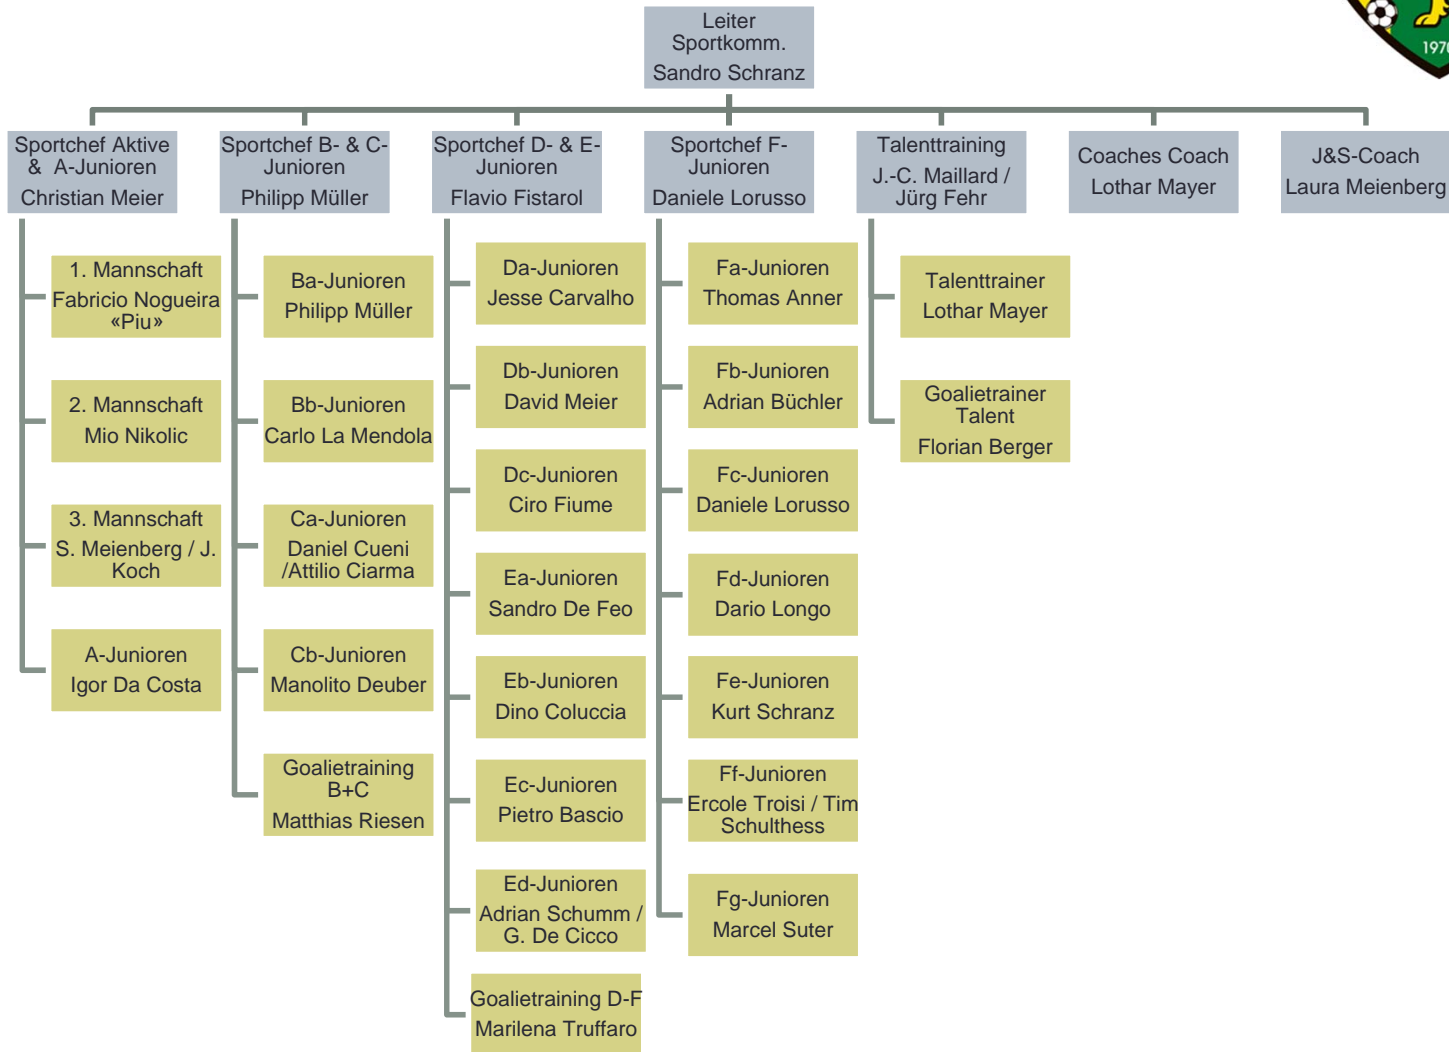 1970
Leiter
Sportkomm.
Sandro Schranz
Sportchef Aktive
& A-Junioren
Christian Meier
Sportchef B- & C-
Junioren
Philipp Müller
Sportchef D- & E-
Junioren
Flavio Fistarol
Sportchef F-
Junioren
Daniele Lorusso
Talenttraining
J.-C. Maillard /
Jürg Fehr
Coaches Coach
Lothar Mayer
J&S-Coach
Laura Meienberg
1. Mannschaft
Fabricio Nogueira
«Piu»
2. Mannschaft
Mio Nikolic
3. Mannschaft
S. Meienberg / J.
Koch
A-Junioren
Igor Da Costa
Ba-Junioren
Philipp Müller
Bb-Junioren
Carlo La Mendola
Ca-Junioren
Daniel Cueni
/Attilio Ciarma
Cb-Junioren
Manolito Deuber
Goalietraining
B+C
Matthias Riesen
Da-Junioren
Jesse Carvalho
Db-Junioren
David Meier
Dc-Junioren
Ciro Fiume
Ea-Junioren
Sandro De Feo
Eb-Junioren
Dino Coluccia
Ec-Junioren
Pietro Bascio
Ed-Junioren
Adrian Schumm /
G. De Cicco
Goalietraining D-F
Marilena Truffaro
Fa-Junioren
Thomas Anner
Fb-Junioren
Adrian Büchler
Fc-Junioren
Daniele Lorusso
Fd-Junioren
Dario Longo
Fe-Junioren
Kurt Schranz
Ff-Junioren
Ercole Troisi / Tim
Schulthess
Fg-Junioren
Marcel Suter
Talenttrainer
Lothar Mayer
Goalietrainer
Talent
Florian Berger